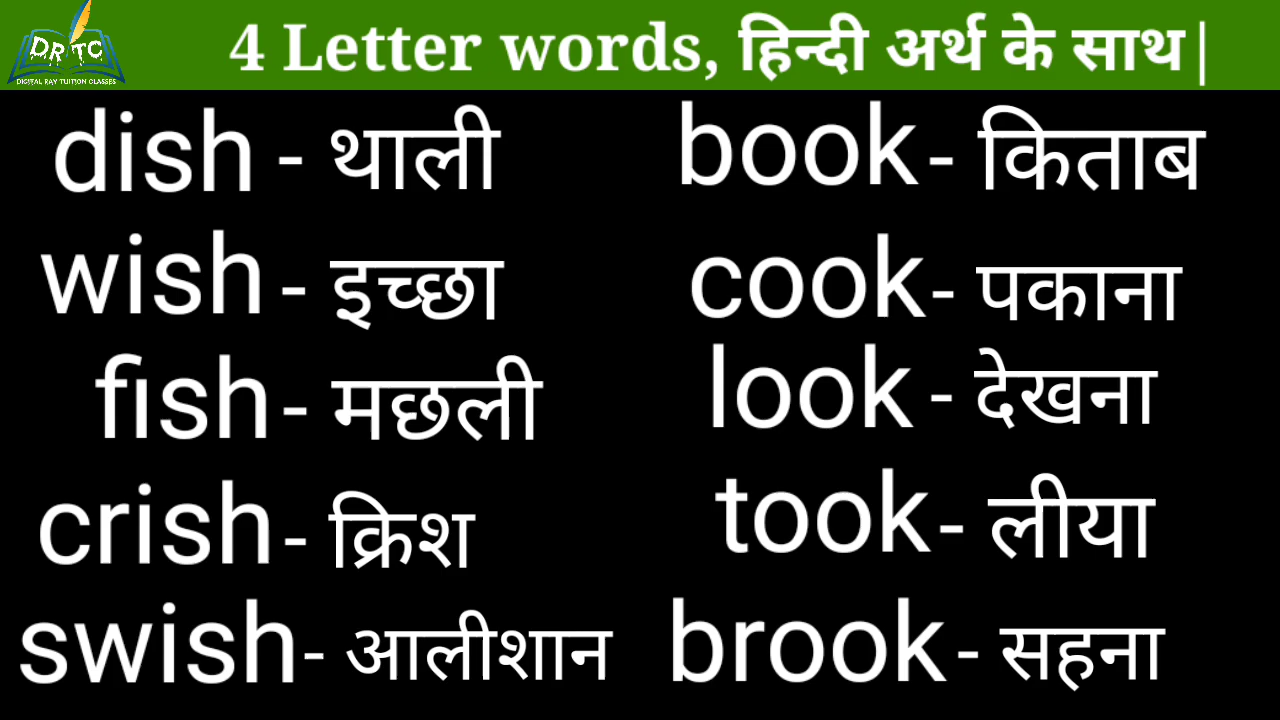 DRTC
DIGITAL RAY TUITION CLASSES
4 Letter words, हिन्दी अर्थ के साथ|
dish - थाली
book - किताब
wish - इच्छा
cook - पकाना
fish - मछली
look - देखना
crish - क्रिश
took - लीया
swish - आलीशान
brook - सहना